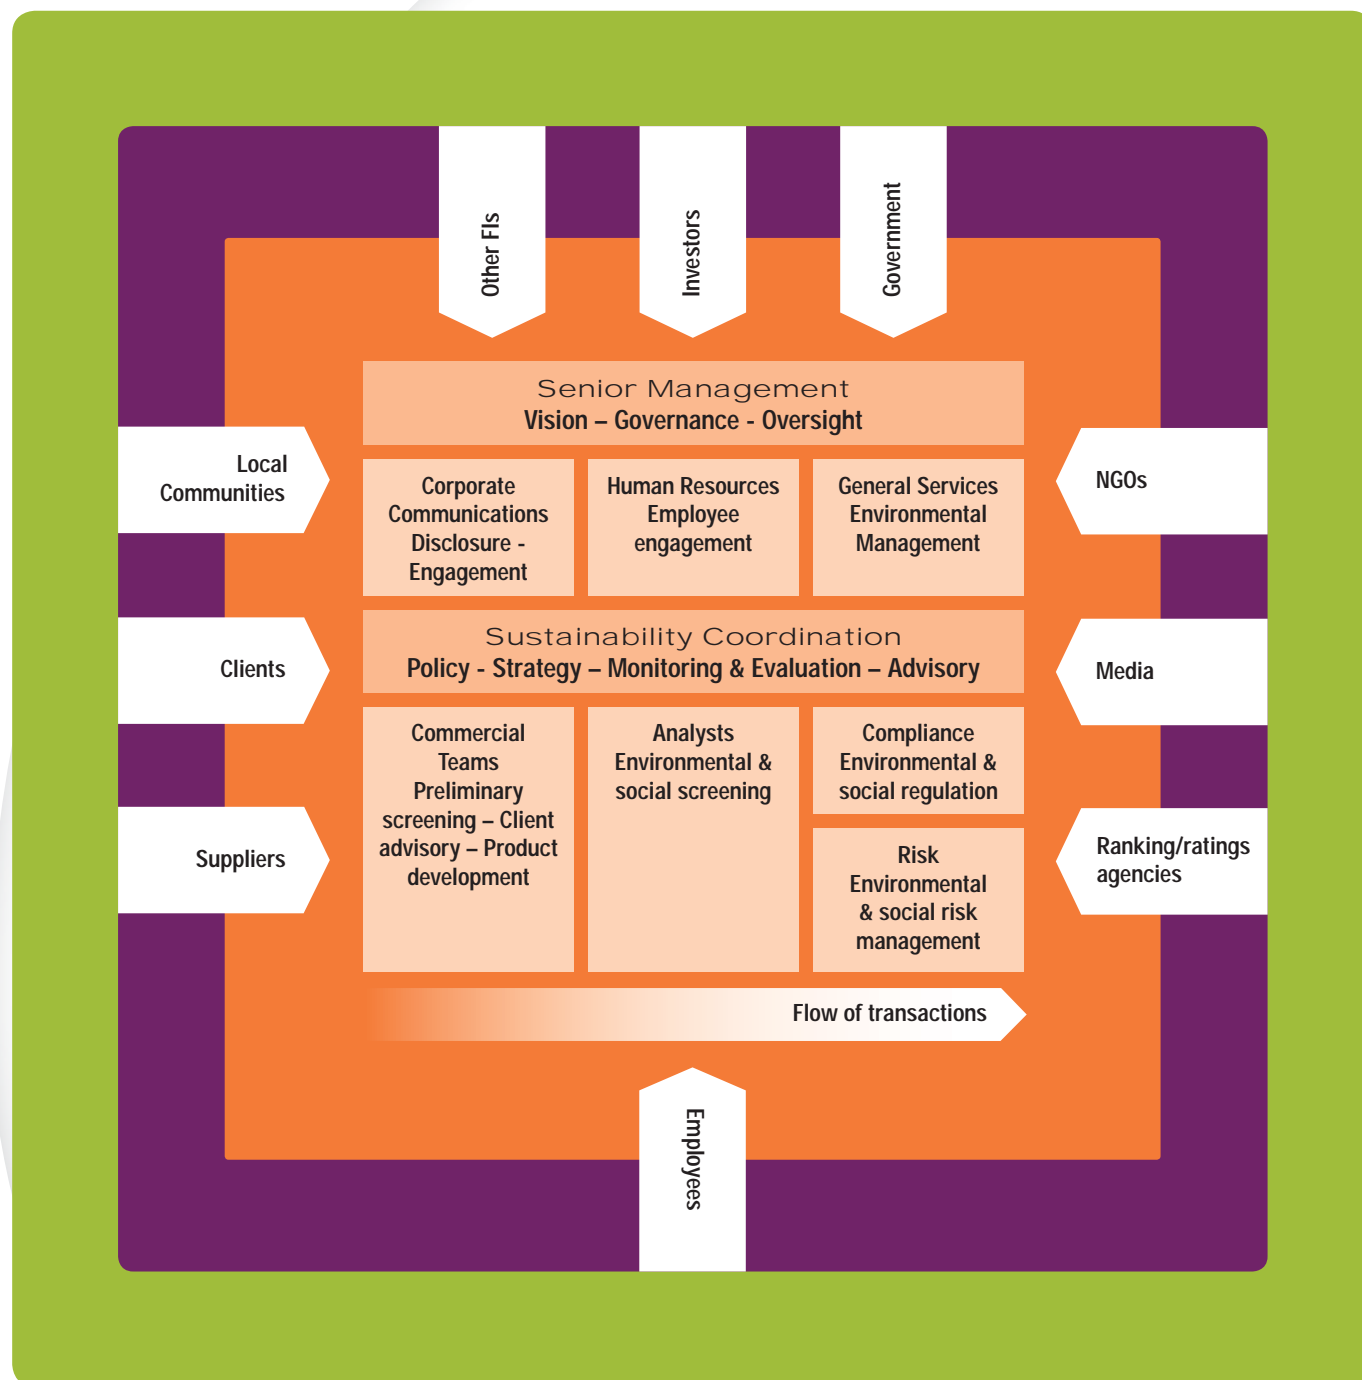 Other FIs
Investors
Government
Senior Management
Vision – Governance - Oversight
Local
Communities
Corporate
Communications
Disclosure -
Engagement
Human Resources
Employee
engagement
General Services
Environmental
Management
NGOs
Sustainability Coordination
Policy - Strategy – Monitoring & Evaluation – Advisory
Clients
Media
Commercial
Teams
Preliminary
screening – Client
advisory – Product
development
Analysts
Environmental &
social screening
Compliance
Environmental &
social regulation
Risk
Environmental
& social risk
management
Suppliers
Ranking/ratings
agencies
Flow of transactions
Employees